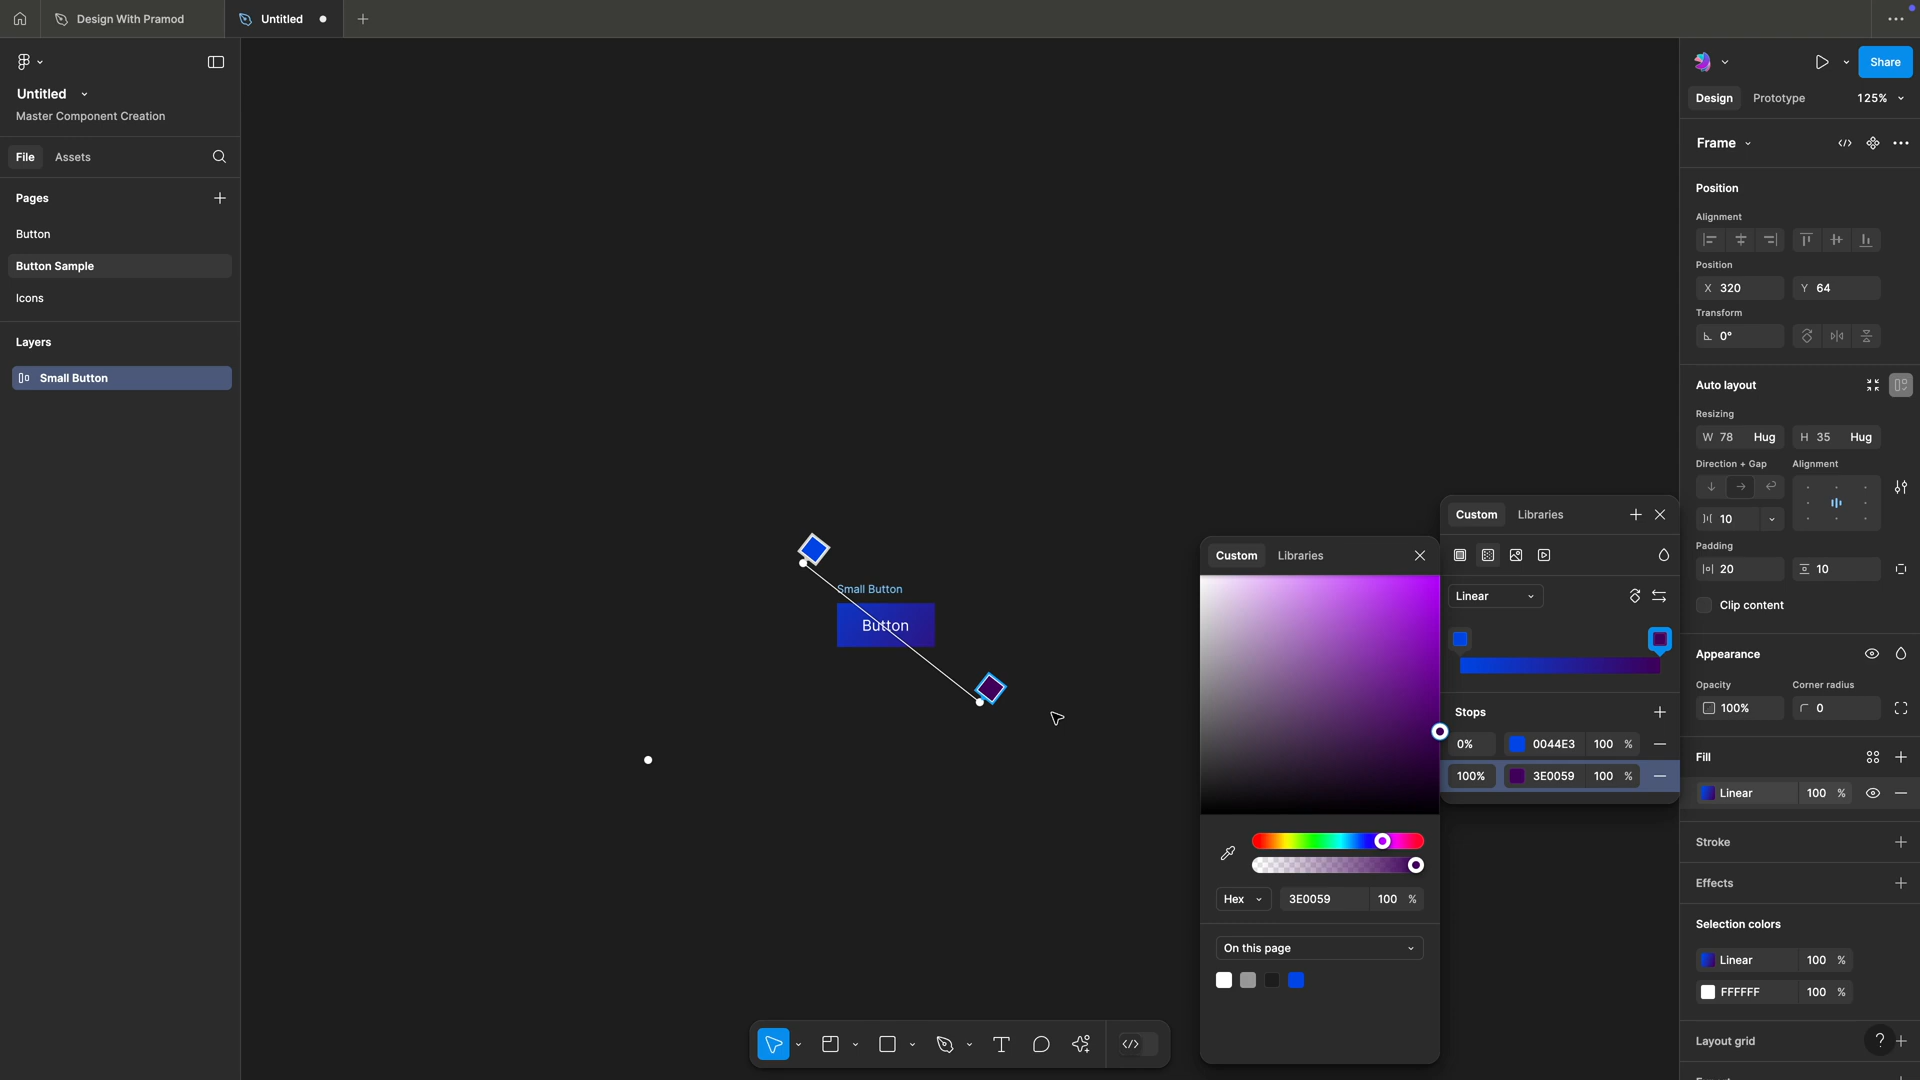 Design With Pramod
Untitled
Untitled
Master Component Creation
File
Assets
Pages
Button
Button Sample
Icons
Layers
Small Button
Small Button
Button
Custom
Libraries
Hex
3E0059
100 %
On this page
Custom
Libraries
Linear
Stops
0%
0044E3
100 %
100%
3E0059
100 %
Share
Design
Prototype
125%
Frame
Position
Alignment
Position
X 320
Y 64
Transform
0°
Auto layout
Resizing
W 78 Hug
H 35 Hug
Direction + Gap
Alignment
10
Padding
20
10
Clip content
Appearance
Opacity
Corner radius
100%
0
Fill
Linear
100 %
Stroke
Effects
Selection colors
Linear
100 %
FFFFFF
100 %
Layout grid
?